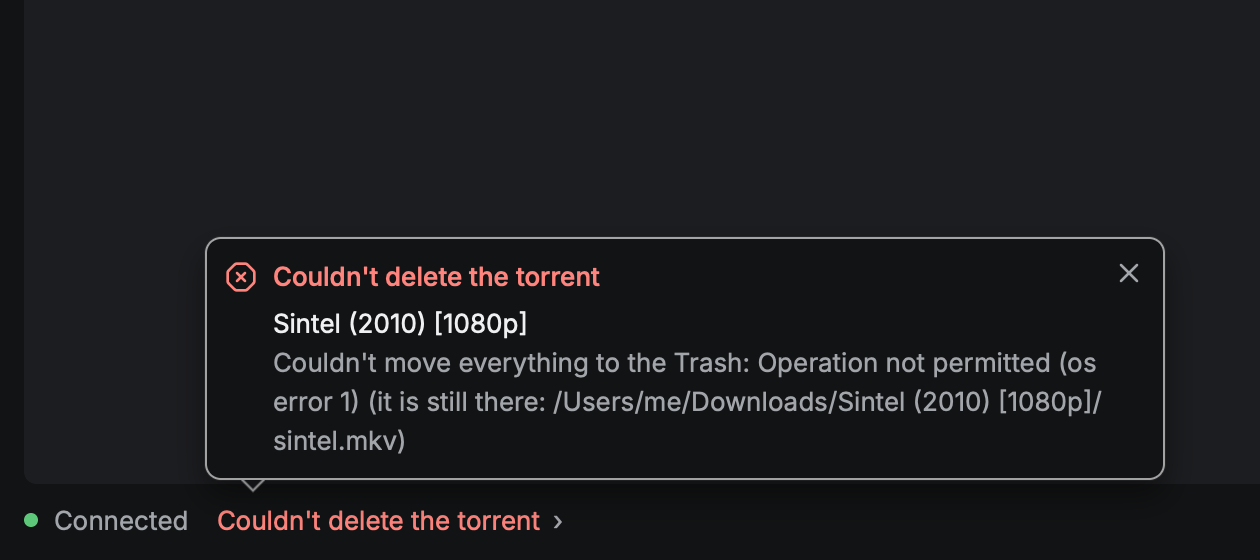 Couldn't delete the torrent
Sintel (2010) [1080p]
Couldn't move everything to the Trash: Operation not permitted (os
error 1) (it is still there: /Users/me/Downloads/Sintel (2010) [1080p]/
sintel.mkv)
Connected Couldn't delete the torrent ›